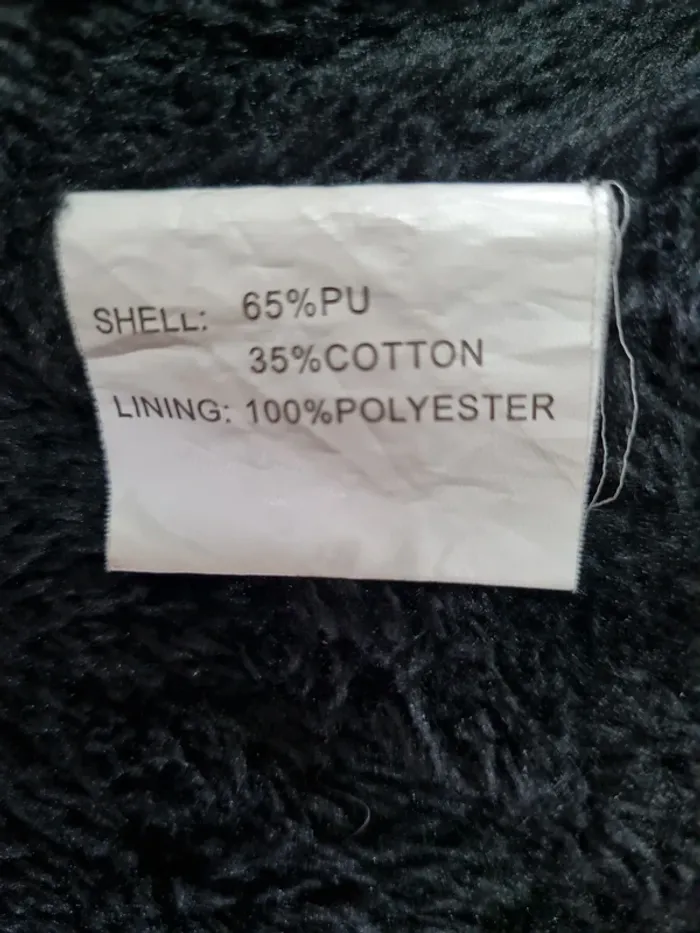 SHELL: 65%PU
35%COTTON
LINING: 100%POLYESTER